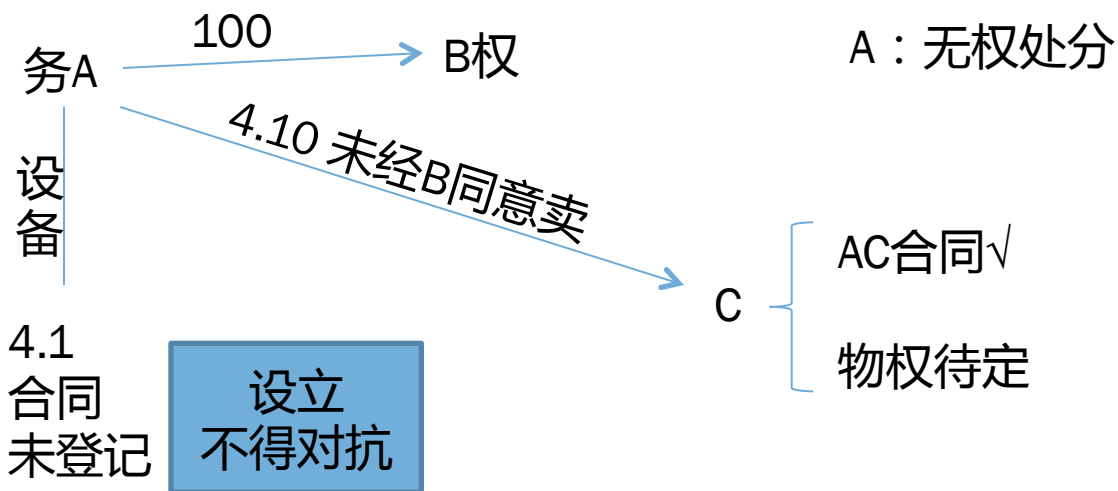 100
务A
B权
A：无权处分
4.10 未经B同意卖
设
备
AC合同√
C
物权待定
4.1
合同
未登记
设立
不得对抗